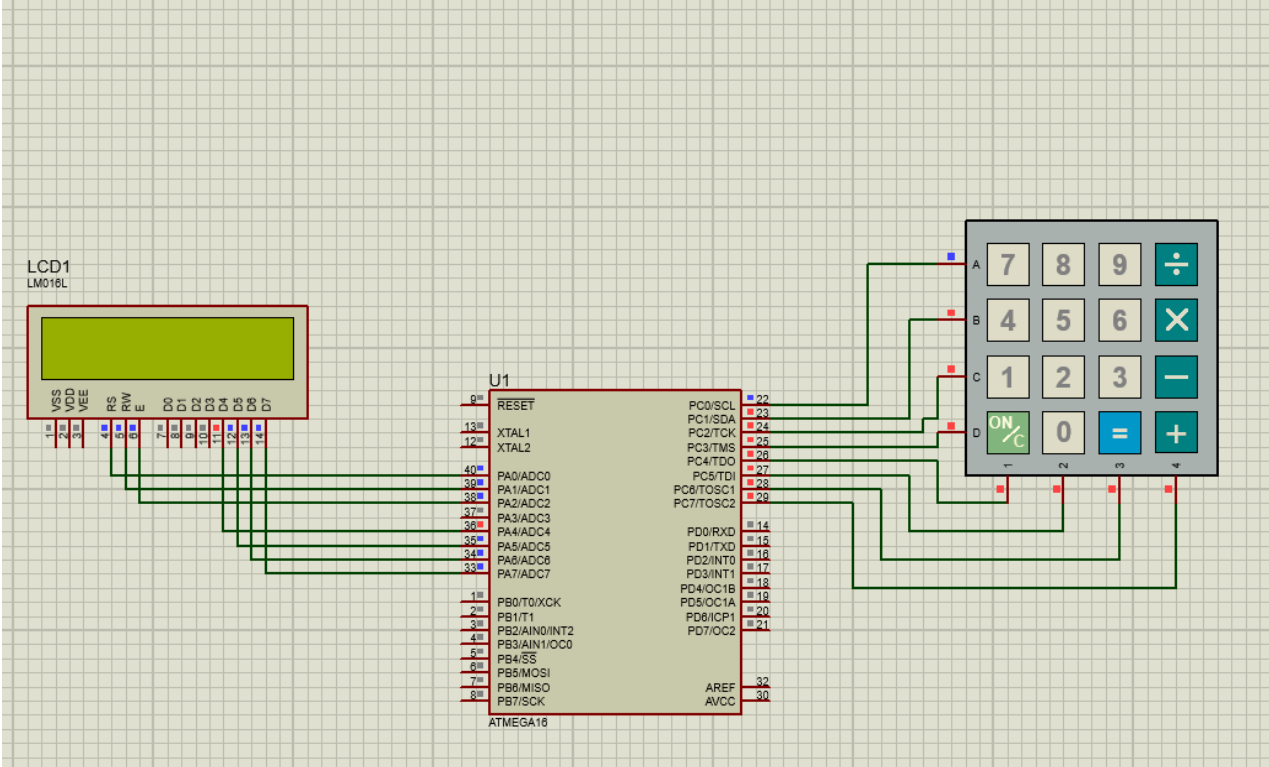 LCD1
LM016L
VSS
VDD
VEE
RS
RW
E
D0
D1
D2
D3
D4
D5
D6
D7
1
2
3
4
5
6
7
8
9
10
11
12
13
14
U1
9 RESET
13 XTAL1
12 XTAL2
40 PA0/ADC0
39 PA1/ADC1
38 PA2/ADC2
37 PA3/ADC3
36 PA4/ADC4
35 PA5/ADC5
34 PA6/ADC6
33 PA7/ADC7
1 PB0/T0/XCK
2 PB1/T1
3 PB2/AIN0/INT2
4 PB3/AIN1/OC0
5 PB4/SS
6 PB5/MOSI
7 PB6/MISO
8 PB7/SCK
PC0/SCL 22
PC1/SDA 23
PC2/TCK 24
PC3/TMS 25
PC4/TDO 26
PC5/TDI 27
PC6/TOSC1 28
PC7/TOSC2 29
PD0/RXD 14
PD1/TXD 15
PD2/INT0 16
PD3/INT1 17
PD4/OC1B 18
PD5/OC1A 19
PD6/ICP1 20
PD7/OC2 21
AREF 32
AVCC 30
ATMEGA16
A 7 8 9 ÷
B 4 5 6 ×
C 1 2 3 −
D ON/C 0 = +
1 2 3 4